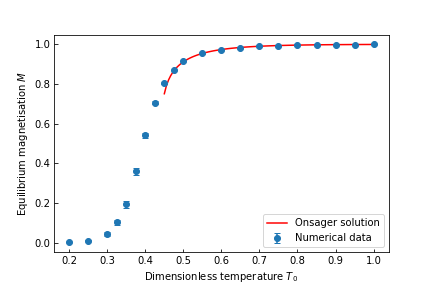 1.0
0.8
0.6
0.4
0.2
0.0
Equilibrium magnetisation M
0.2 0.3 0.4 0.5 0.6 0.7 0.8 0.9 1.0
Dimensionless temperature T₀
Onsager solution
Numerical data